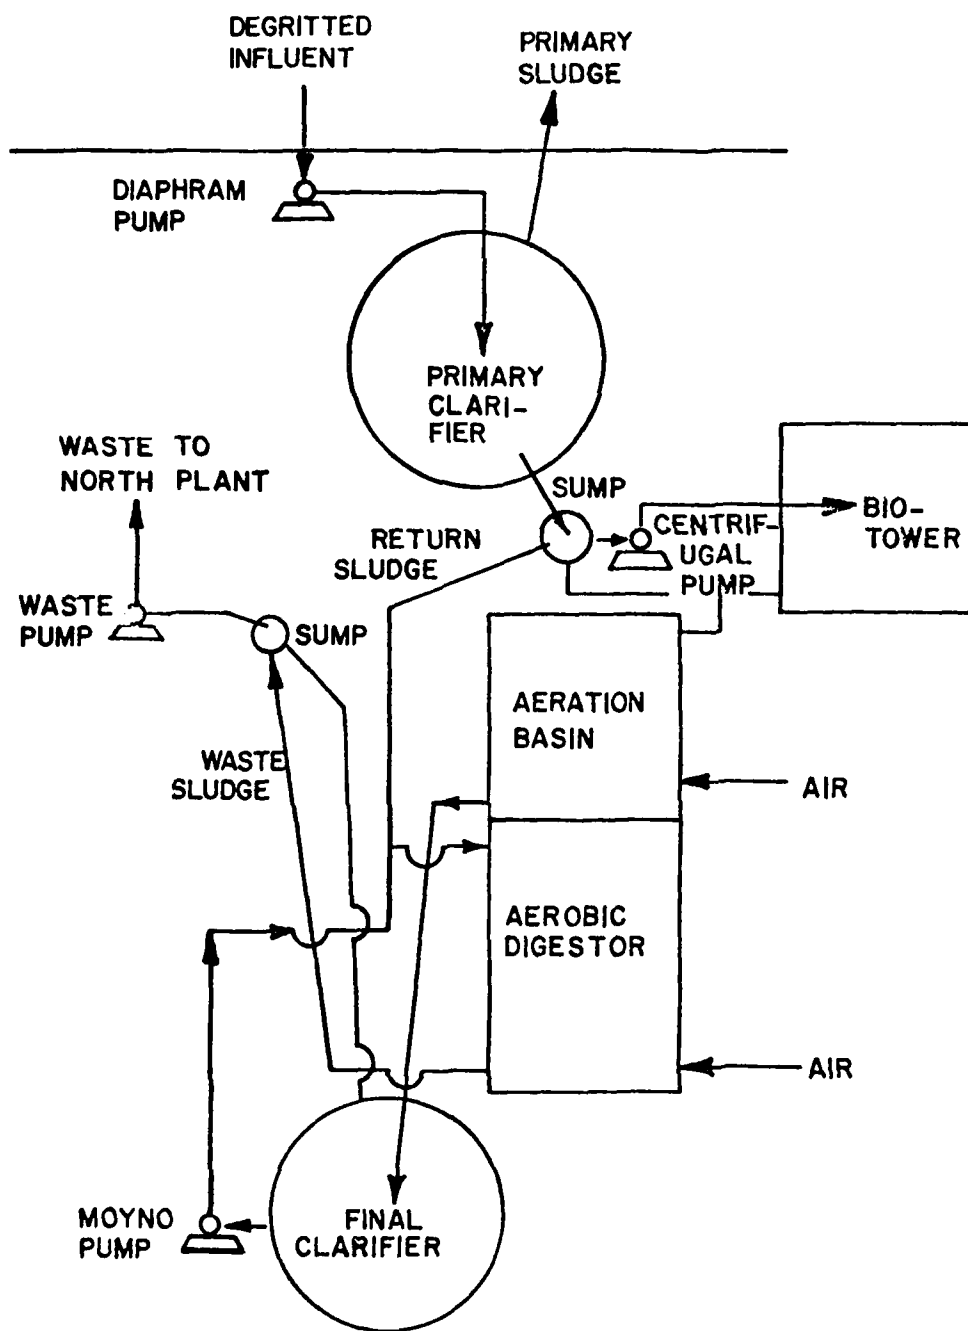 DEGRITTED
INFLUENT
PRIMARY
SLUDGE
DIAPHRAM
PUMP
PRIMARY
CLARI-
FIER
WASTE TO
NORTH PLANT
SUMP
BIO-
TOWER
CENTRIF-
UGAL
PUMP
RETURN
SLUDGE
WASTE
PUMP
SUMP
AERATION
BASIN
WASTE
SLUDGE
AIR
AEROBIC
DIGESTOR
AIR
MOYNO
PUMP
FINAL
CLARIFIER